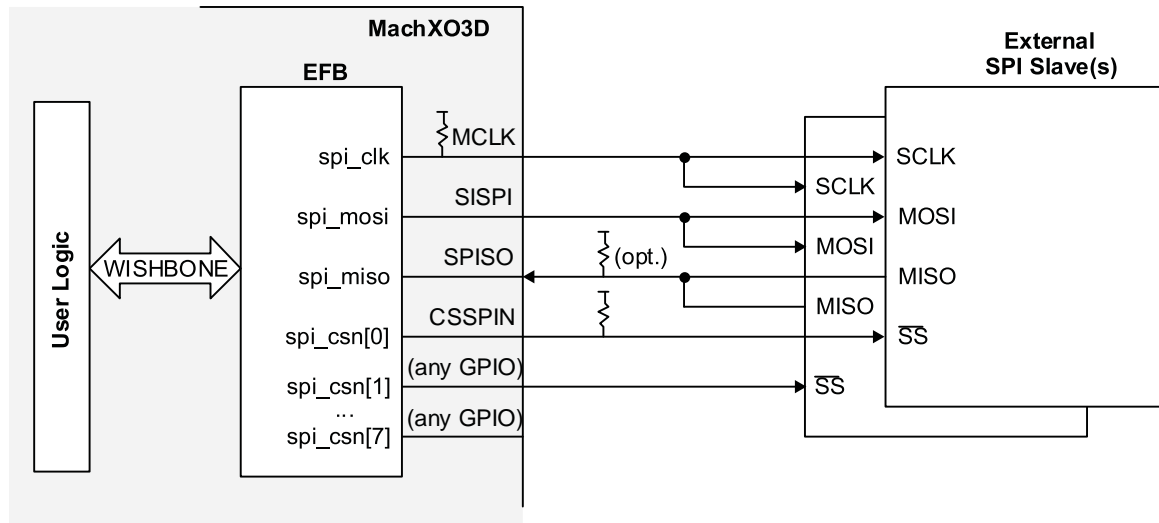 MachXO3D
External
SPI Slave(s)
EFB
MCLK
spi_clk
SCLK
SCLK
SISPI
spi_mosi
MOSI
MOSI
User Logic
WISHBONE
SPISO
(opt.)
spi_miso
MISO
MISO
CSSPIN
spi_csn[0]
SS
(any GPIO)
spi_csn[1]
SS
...
(any GPIO)
spi_csn[7]